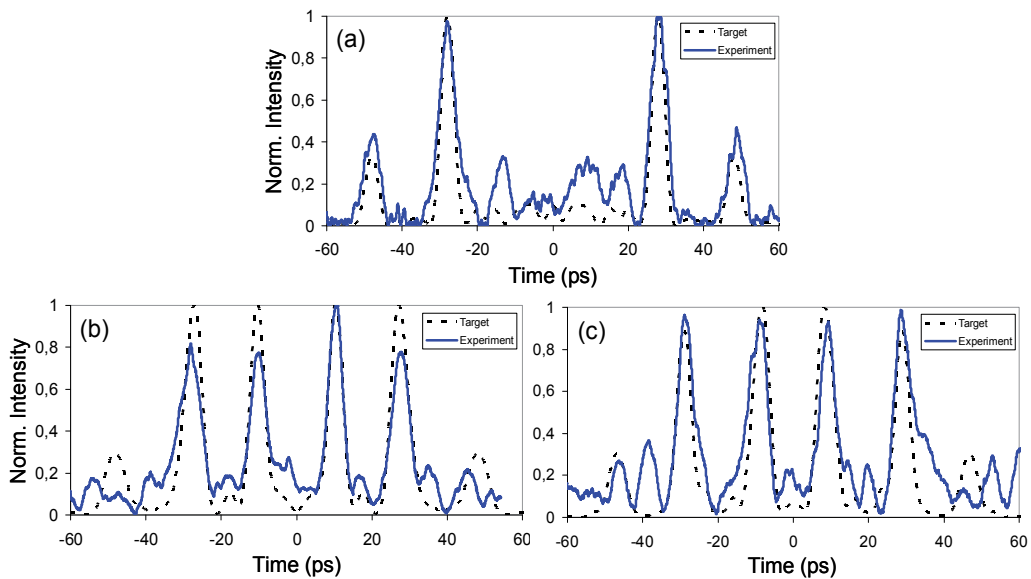 (a)
Target
Experiment
Norm. Intensity
1
0,8
0,6
0,4
0,2
0
-60 -40 -20 0 20 40 60
Time (ps)
(b)
Target
Experiment
Norm. Intensity
1
0,8
0,6
0,4
0,2
0
-60 -40 -20 0 20 40 60
Time (ps)
(c)
Target
Experiment
1
0,8
0,6
0,4
0,2
0
-60 -40 -20 0 20 40 60
Time (ps)